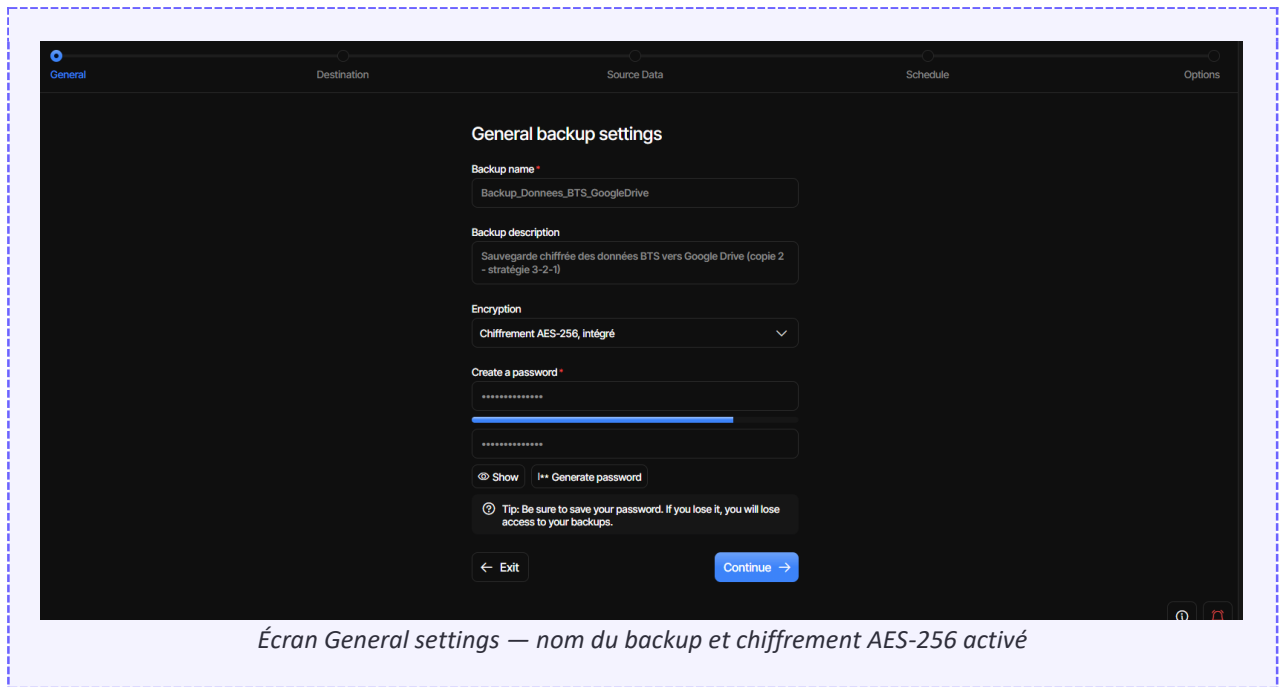 General
Destination
Source Data
Schedule
Options
General backup settings
Backup name *
Backup_Donnees_BTS_GoogleDrive
Backup description
Sauvegarde chiffrée des données BTS vers Google Drive (copie 2
- stratégie 3-2-1)
Encryption
Chiffrement AES-256, intégré
Create a password *
••••••••••••••
••••••••••••••
Show
Generate password
Tip: Be sure to save your password. If you lose it, you will lose
access to your backups.
← Exit
Continue →
Écran General settings — nom du backup et chiffrement AES-256 activé